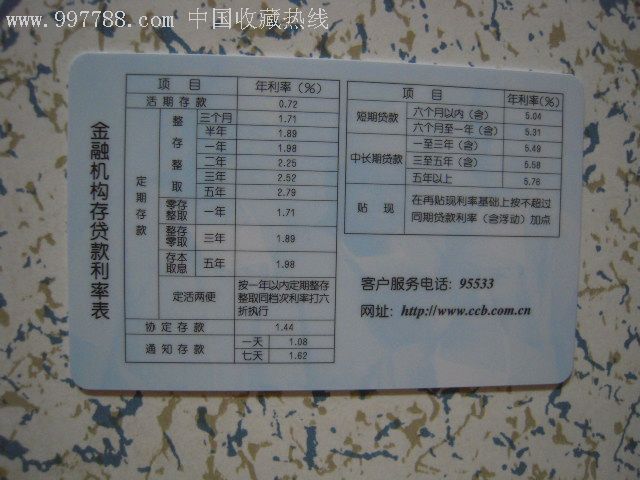 www.997788.com 中国收藏热线
金融机构存贷款利率表
项 目 年利率(%)
活期存款 0.72
定期存款
整存整取
三个月 1.71
半年 1.89
一年 1.98
二年 2.25
三年 2.52
五年 2.79
零存整取 一年 1.71
整存零取 三年 1.89
存本取息 五年 1.98
定活两便 按一年以内定期整存
整取同档次利率打六
折执行
协定存款 1.44
通知存款
一天 1.08
七天 1.62
项 目 年利率(%)
短期贷款
六个月以内(含) 5.04
六个月至一年(含) 5.31
中长期贷款
一至三年(含) 5.49
三至五年(含) 5.58
五年以上 5.76
贴 现 在再贴现利率基础上按不超过
同期贷款利率(含浮动)加点
客户服务电话: 95533
网址: http://www.ccb.com.cn